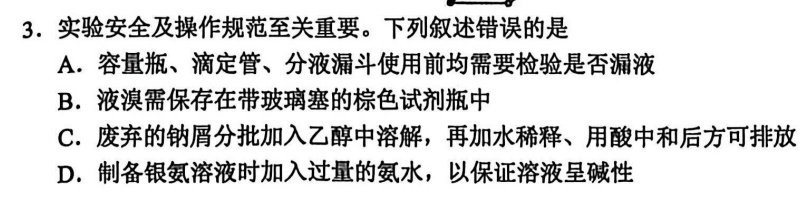 3．实验安全及操作规范至关重要。下列叙述错误的是
A．容量瓶、滴定管、分液漏斗使用前均需要检验是否漏液
B．液溴需保存在带玻璃塞的棕色试剂瓶中
C．废弃的钠屑分批加入乙醇中溶解，再加水稀释、用酸中和后方可排放
D．制备银氨溶液时加入过量的氨水，以保证溶液呈碱性